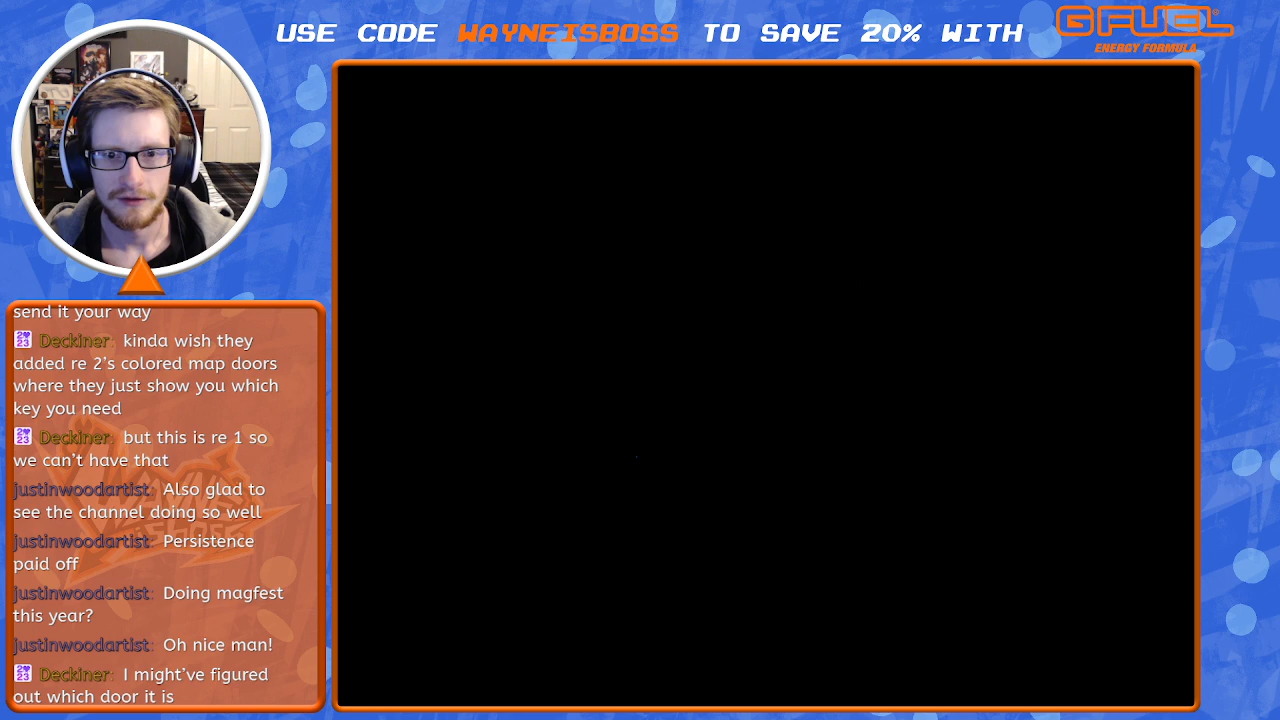 USE CODE WAYNEISBOSS TO SAVE 20% WITH
G FUEL®
ENERGY FORMULA
send it your way
Deckiner: kinda wish they
added re 2's colored map doors
where they just show you which
key you need
Deckiner: but this is re 1 so
we can't have that
justinwoodartist: Also glad to
see the channel doing so well
justinwoodartist: Persistence
paid off
justinwoodartist: Doing magfest
this year?
justinwoodartist: Oh nice man!
Deckiner: I might've figured
out which door it is